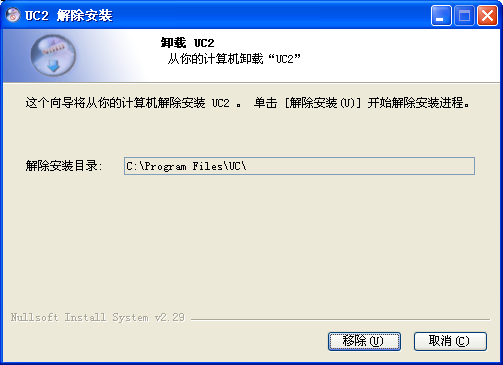 UC2 解除安装
卸载 UC2
从你的计算机卸载“UC2”
这个向导将从你的计算机解除安装 UC2 。 单击 [解除安装(U)] 开始解除安装进程。
解除安装目录: C:\Program Files\UC\
Nullsoft Install System v2.29
移除(U) 取消(C)